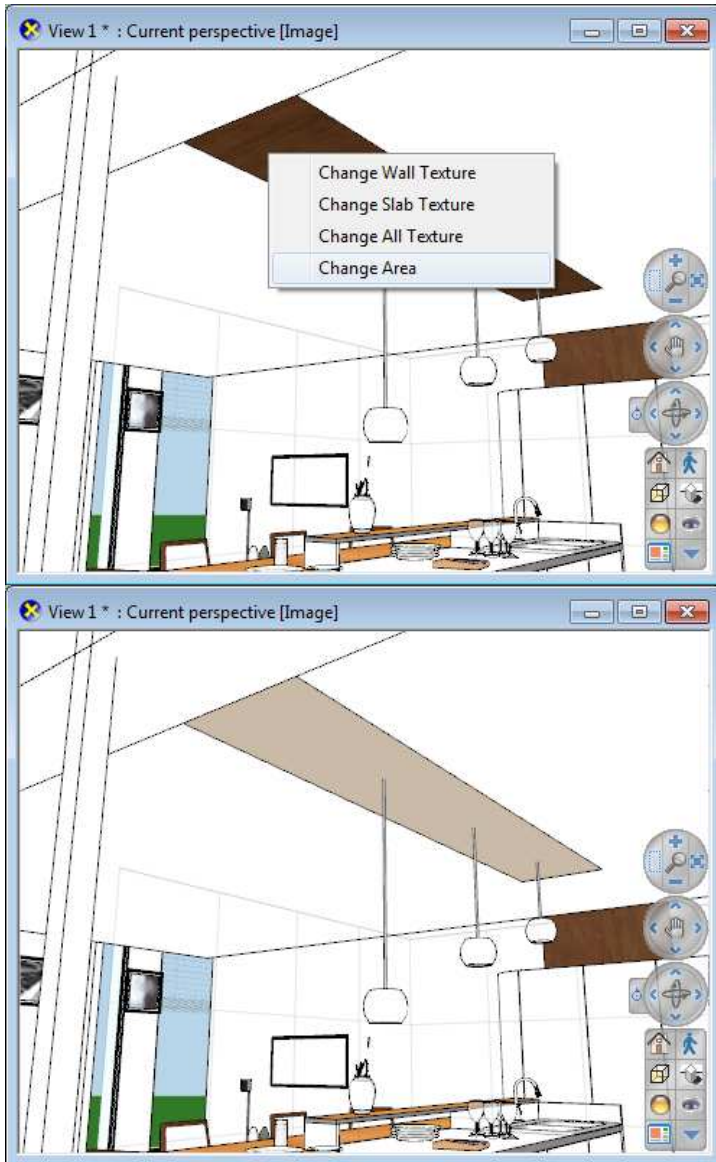 View 1 * : Current perspective [Image]
Change Wall Texture
Change Slab Texture
Change All Texture
Change Area
View 1 * : Current perspective [Image]